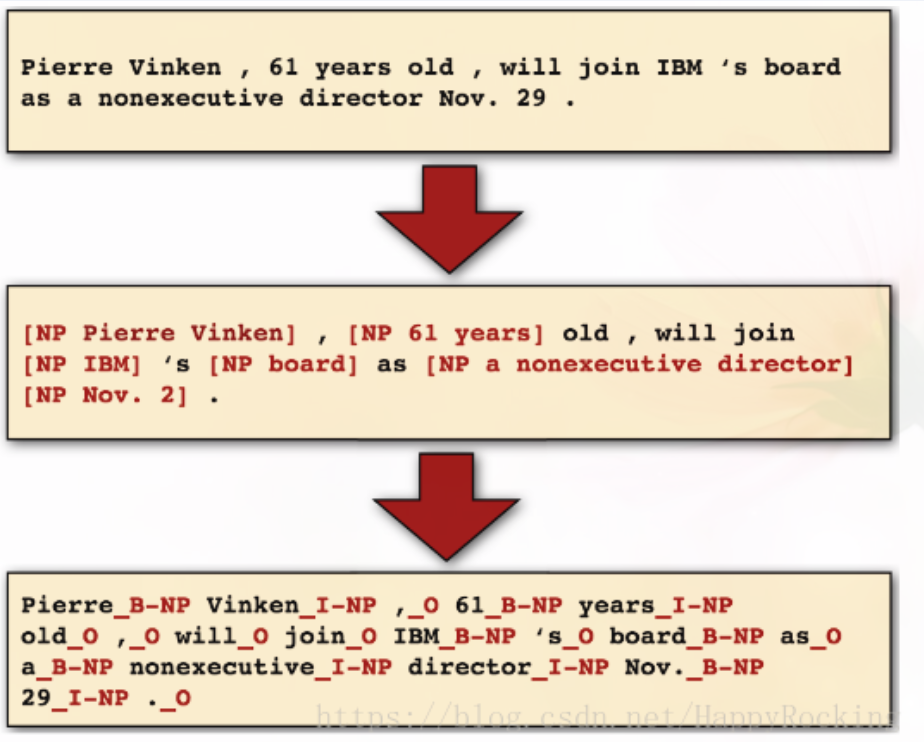 Pierre Vinken , 61 years old , will join IBM ‘s board
as a nonexecutive director Nov. 29 .
[NP Pierre Vinken] , [NP 61 years] old , will join
[NP IBM] ‘s [NP board] as [NP a nonexecutive director]
[NP Nov. 2] .
Pierre_B-NP Vinken_I-NP ,_O 61_B-NP years_I-NP
old_O ,_O will_O join_O IBM_B-NP ‘s_O board_B-NP as_O
a_B-NP nonexecutive_I-NP director_I-NP Nov._B-NP
29_I-NP ._O
https://blog.csdn.net/HappyRocking